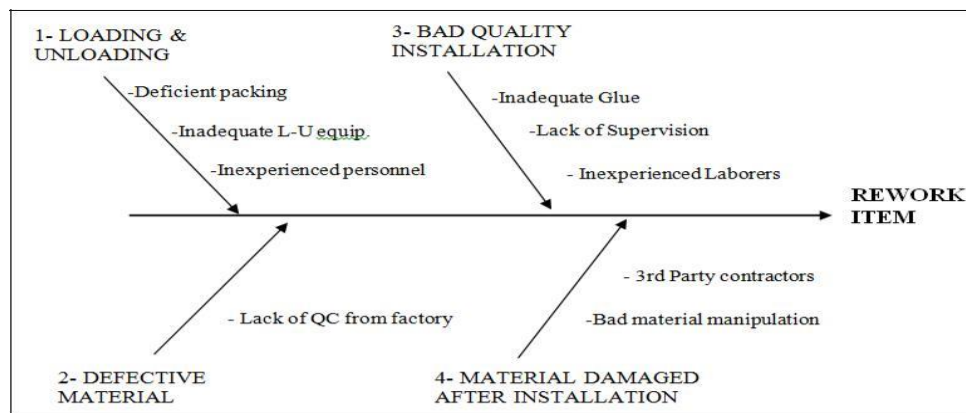 1- LOADING &
UNLOADING
-Deficient packing
-Inadequate L-U equip.
-Inexperienced personnel
3- BAD QUALITY
INSTALLATION
-Inadequate Glue
-Lack of Supervision
- Inexperienced Laborers
REWORK
ITEM
- Lack of QC from factory
2- DEFECTIVE
MATERIAL
- 3rd Party contractors
-Bad material manipulation
4- MATERIAL DAMAGED
AFTER INSTALLATION